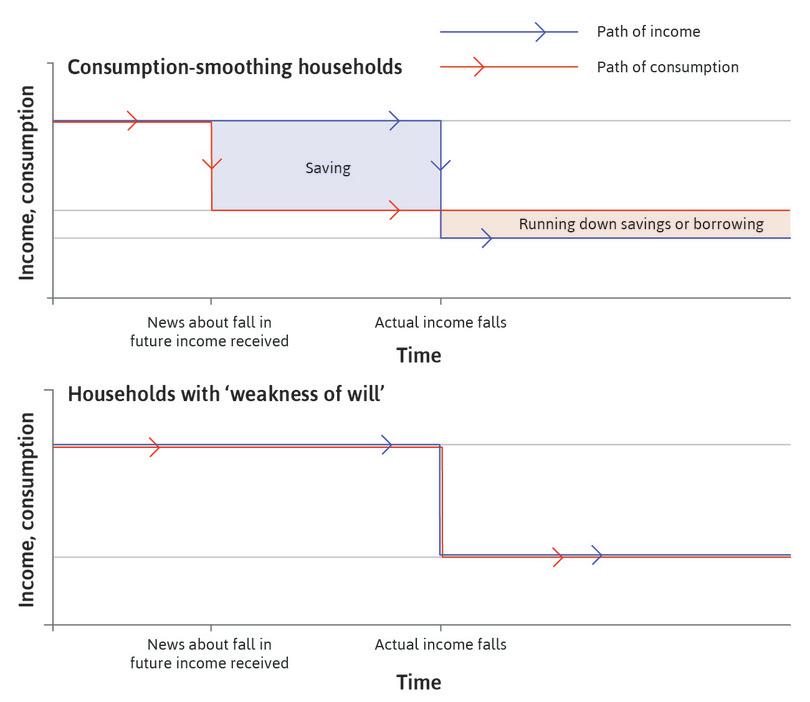 Path of income
Path of consumption
Consumption-smoothing households
Income, consumption
Saving
Running down savings or borrowing
News about fall in
future income received
Actual income falls
Time
Households with ‘weakness of will’
Income, consumption
News about fall in
future income received
Actual income falls
Time